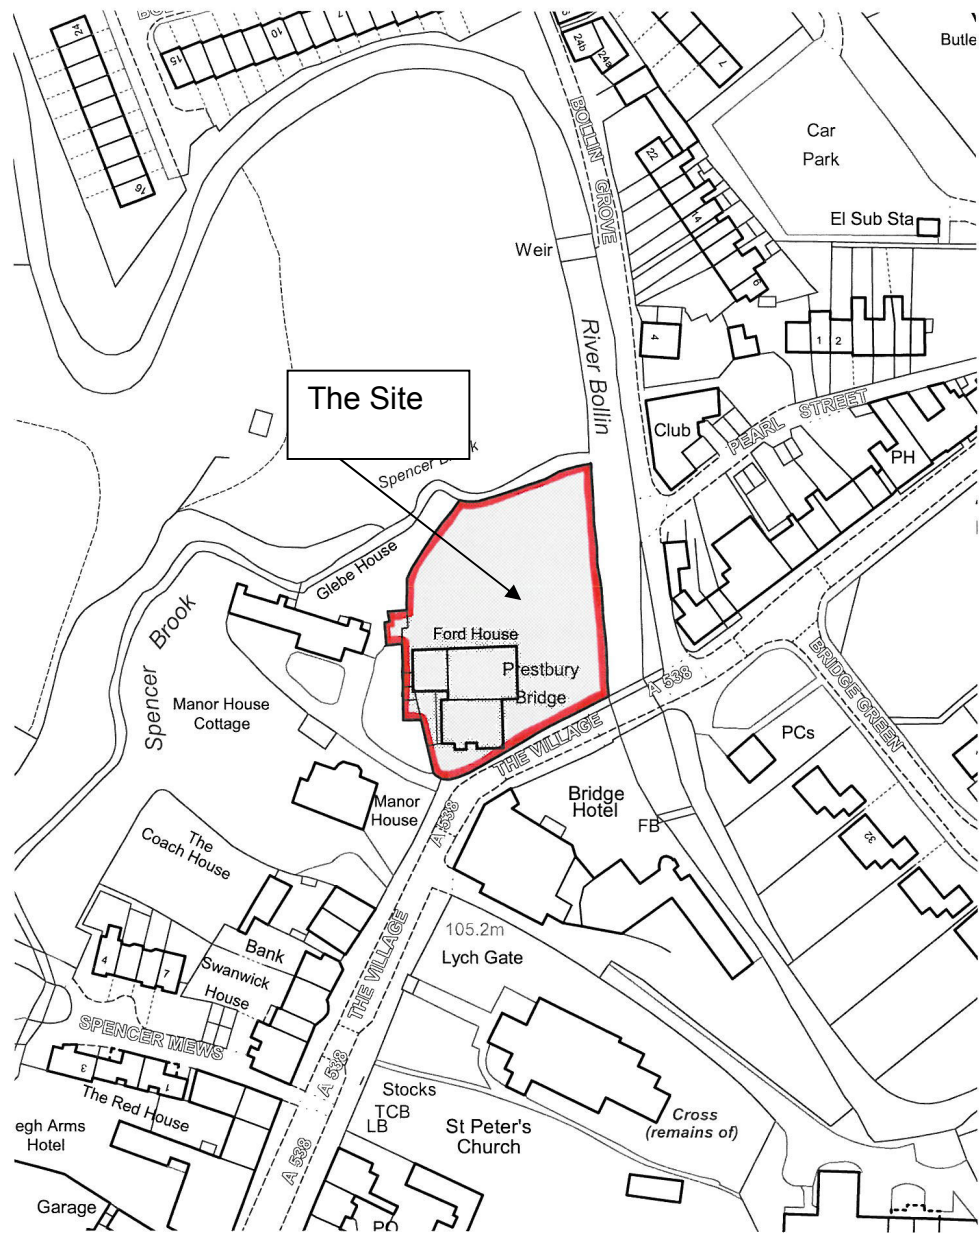 24
15
10
7
24b
24a
7
Butle
BOLLIN GROVE
22
14
6
Car
Park
El Sub Sta
Weir
River Bollin
4
1 2
The Site
Club
PEARL STREET
PH
16
Spencer
Glebe House
Ford House
Prestbury
Bridge
Spencer Brook
Manor House
Cottage
THE VILLAGE
A 538
BRIDGE GREEN
PCs
Manor
House
A 538
Bridge
Hotel
FB
32
The
Coach House
105.2m
Lych Gate
THE VILLAGE
Bank
Swanwick
House
4
7
SPENCER MEWS
3
1
A 538
The Red House
Stocks
TCB
LB
St Peter's
Church
Cross
(remains of)
egh Arms
Hotel
A 538
Garage
PO